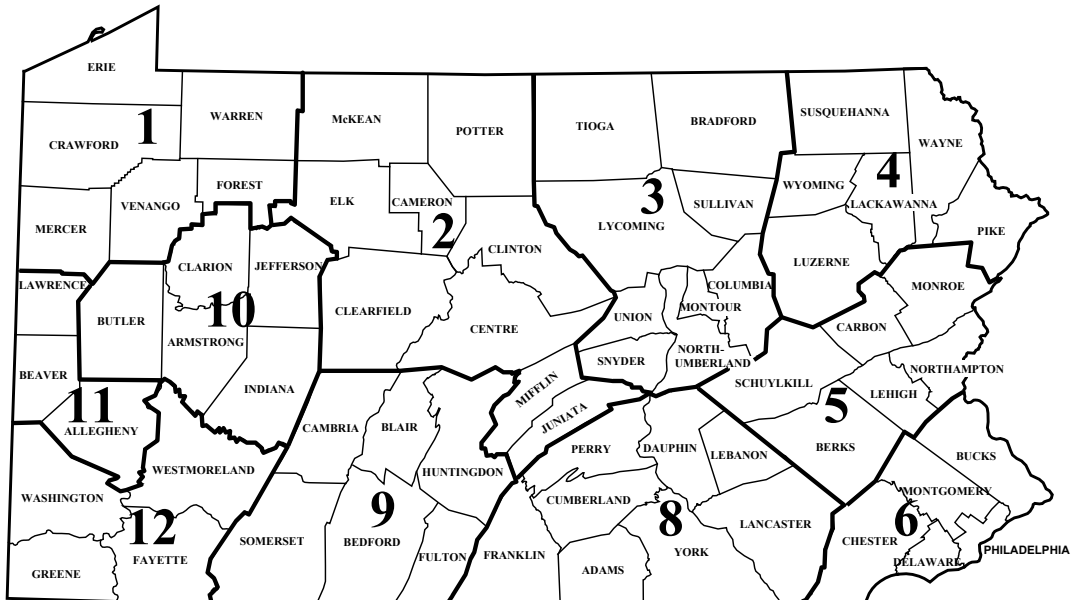 ERIE
WARREN
McKEAN
POTTER
TIOGA
BRADFORD
SUSQUEHANNA
WAYNE
CRAWFORD
1
FOREST
VENANGO
MERCER
ELK
CAMERON
2
CLINTON
3
LYCOMING
SULLIVAN
WYOMING
4
LACKAWANNA
PIKE
LUZERNE
LAWRENCE
BUTLER
CLARION
JEFFERSON
10
ARMSTRONG
CLEARFIELD
CENTRE
UNION
MONTOUR
COLUMBIA
MONROE
CARBON
SNYDER
NORTH-
UMBERLAND
SCHUYLKILL
NORTHAMPTON
LEHIGH
5
BEAVER
11
ALLEGHENY
INDIANA
CAMBRIA
BLAIR
MIFFLIN
JUNIATA
PERRY
DAUPHIN
LEBANON
BERKS
BUCKS
WESTMORELAND
HUNTINGDON
WASHINGTON
12
FAYETTE
GREENE
SOMERSET
9
BEDFORD
FULTON
FRANKLIN
CUMBERLAND
8
YORK
ADAMS
LANCASTER
MONTGOMERY
6
CHESTER
DELAWARE
PHILADELPHIA